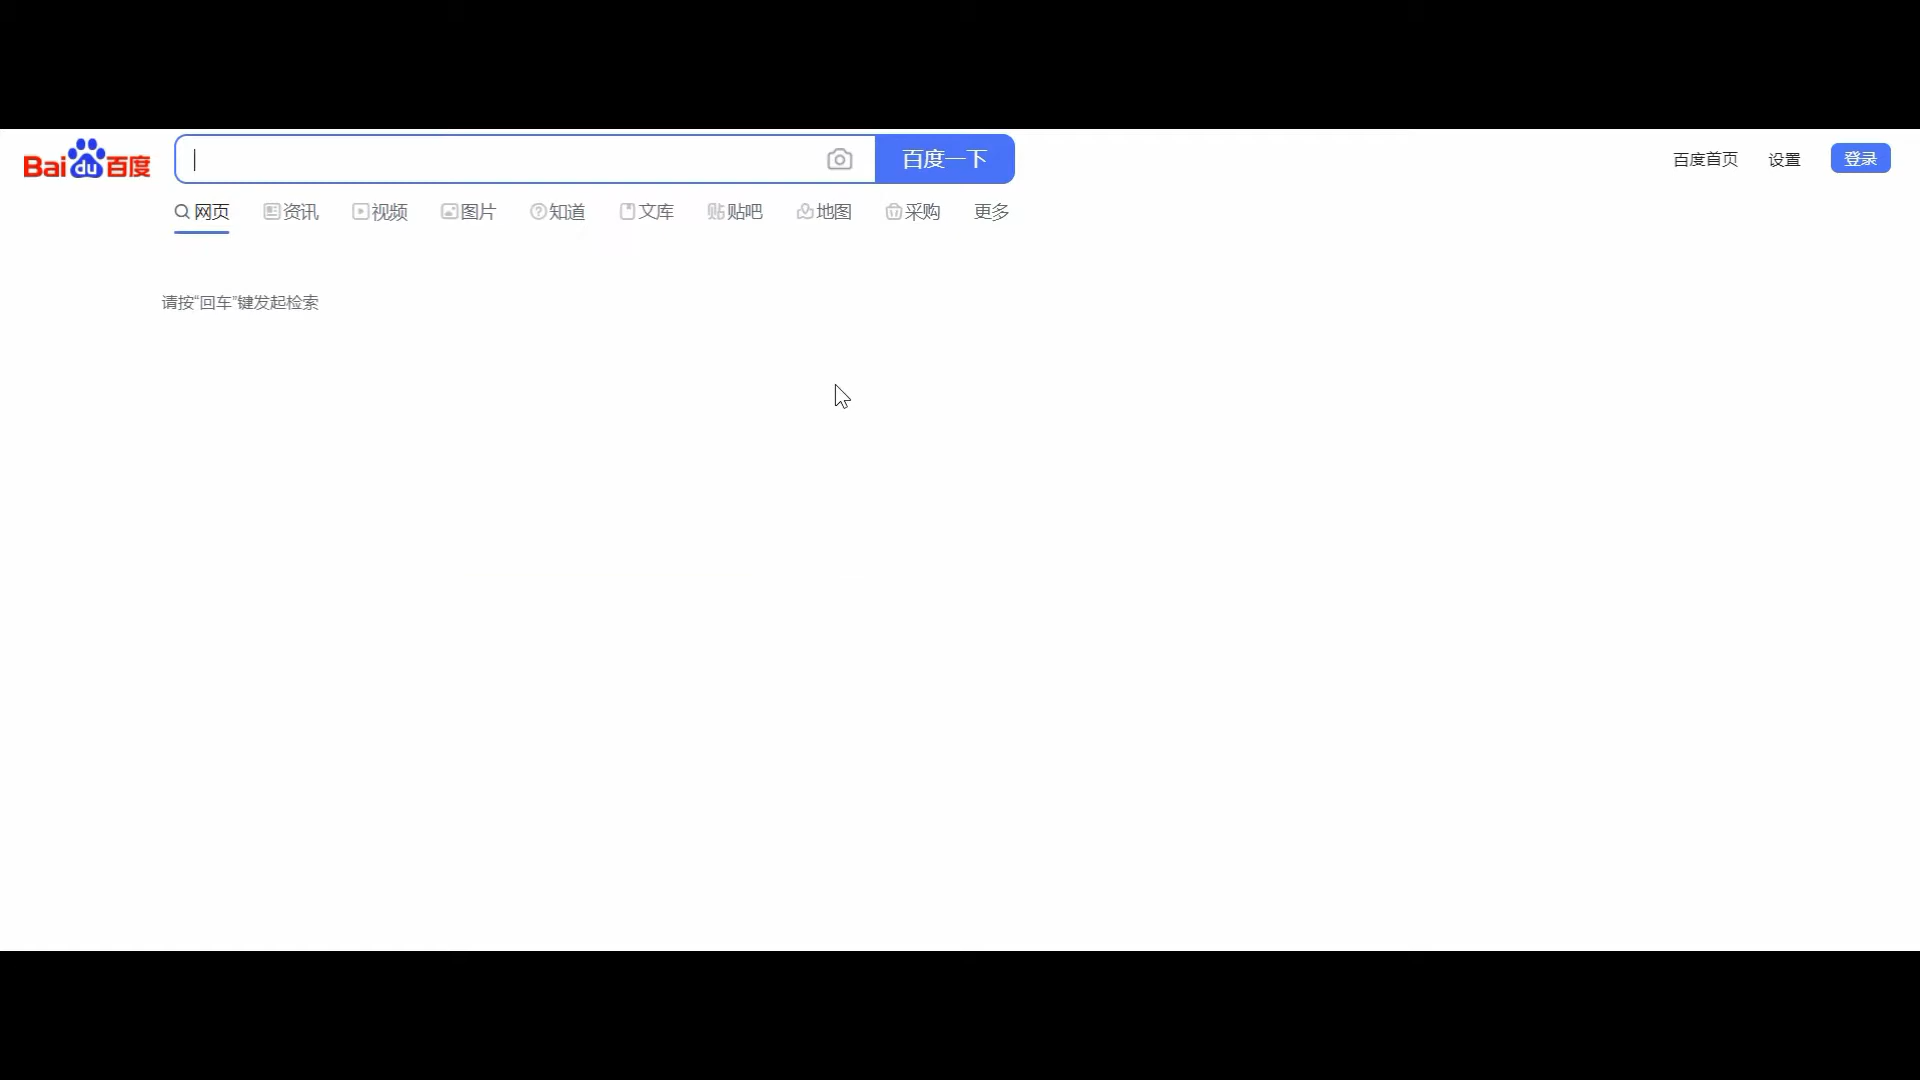 Bai du 百度 百度一下 百度首页 设置 登录
网页 资讯 视频 图片 知道 文库 贴 贴吧 地图 采购 更多
请按“回车”键发起检索